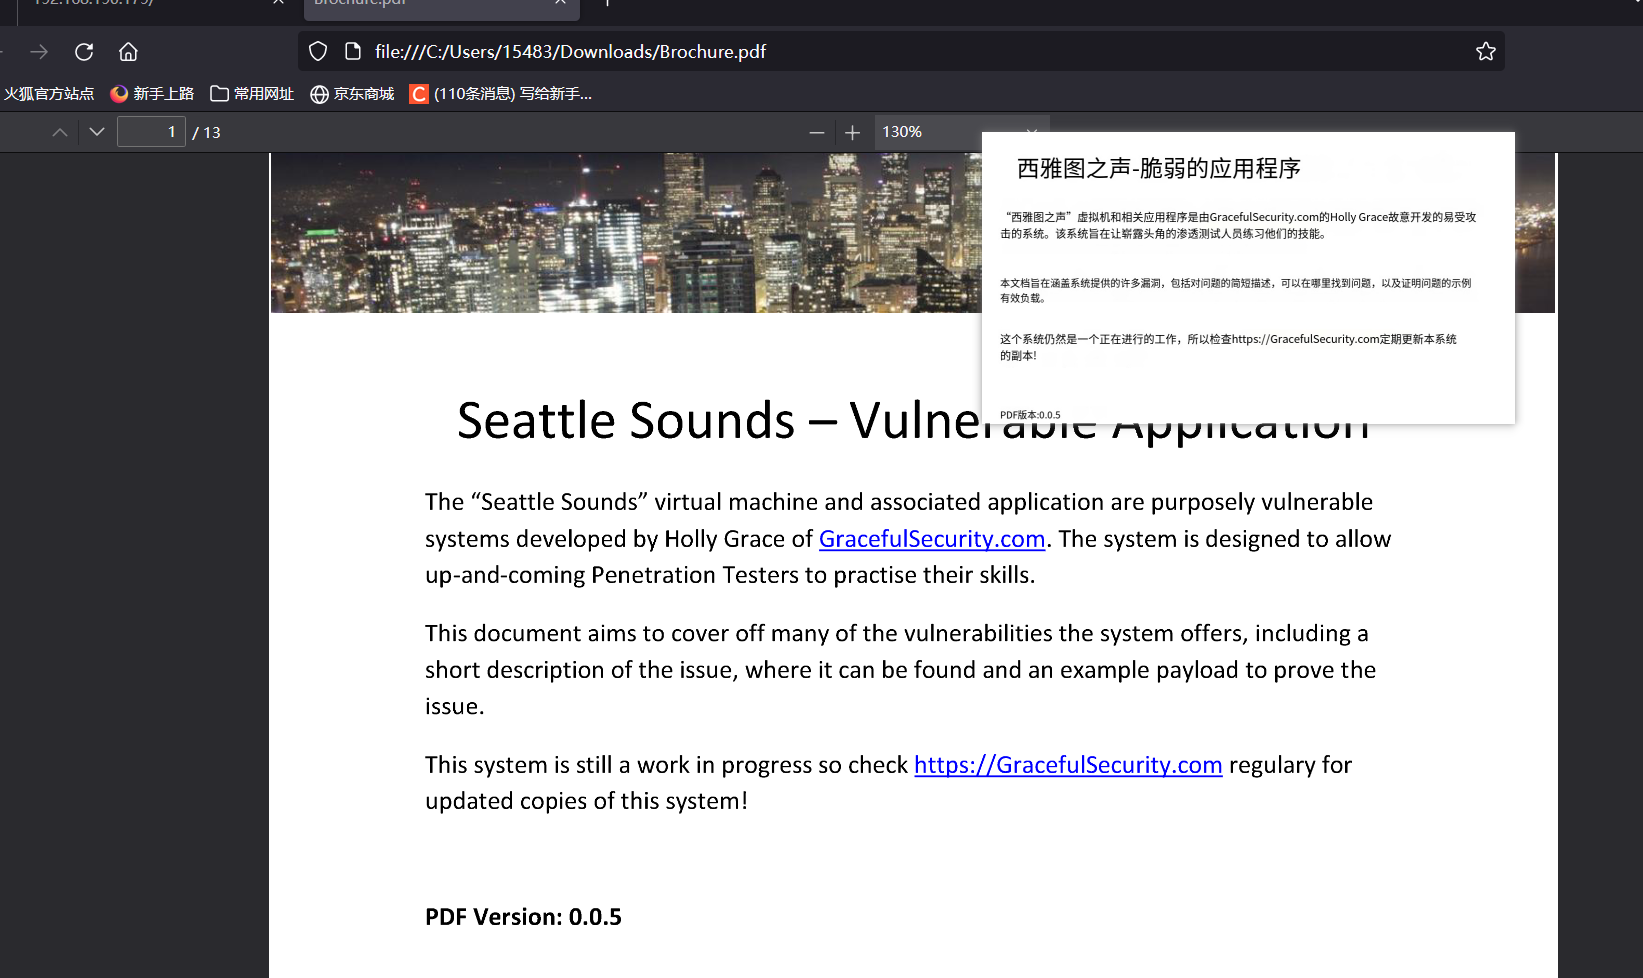 192.168.190.179/
Brochure.pdf
file:///C:/Users/15483/Downloads/Brochure.pdf
火狐官方站点 新手上路 常用网址 京东商城 C (110条消息) 写给新手...
1 / 13 130%
西雅图之声-脆弱的应用程序
“西雅图之声”虚拟机和相关应用程序是由GracefulSecurity.com的Holly Grace故意开发的易受攻
击的系统。该系统旨在让崭露头角的渗透测试人员练习他们的技能。
本文档旨在涵盖系统提供的许多漏洞，包括对问题的简短描述，可以在哪里找到问题，以及证明问题的示例
有效负载。
这个系统仍然是一个正在进行的工作，所以检查https://GracefulSecurity.com定期更新本系统
的副本!
PDF版本:0.0.5
Seattle Sounds – Vulnerable Application
The “Seattle Sounds” virtual machine and associated application are purposely vulnerable
systems developed by Holly Grace of GracefulSecurity.com. The system is designed to allow
up-and-coming Penetration Testers to practise their skills.
This document aims to cover off many of the vulnerabilities the system offers, including a
short description of the issue, where it can be found and an example payload to prove the
issue.
This system is still a work in progress so check https://GracefulSecurity.com regulary for
updated copies of this system!
PDF Version: 0.0.5